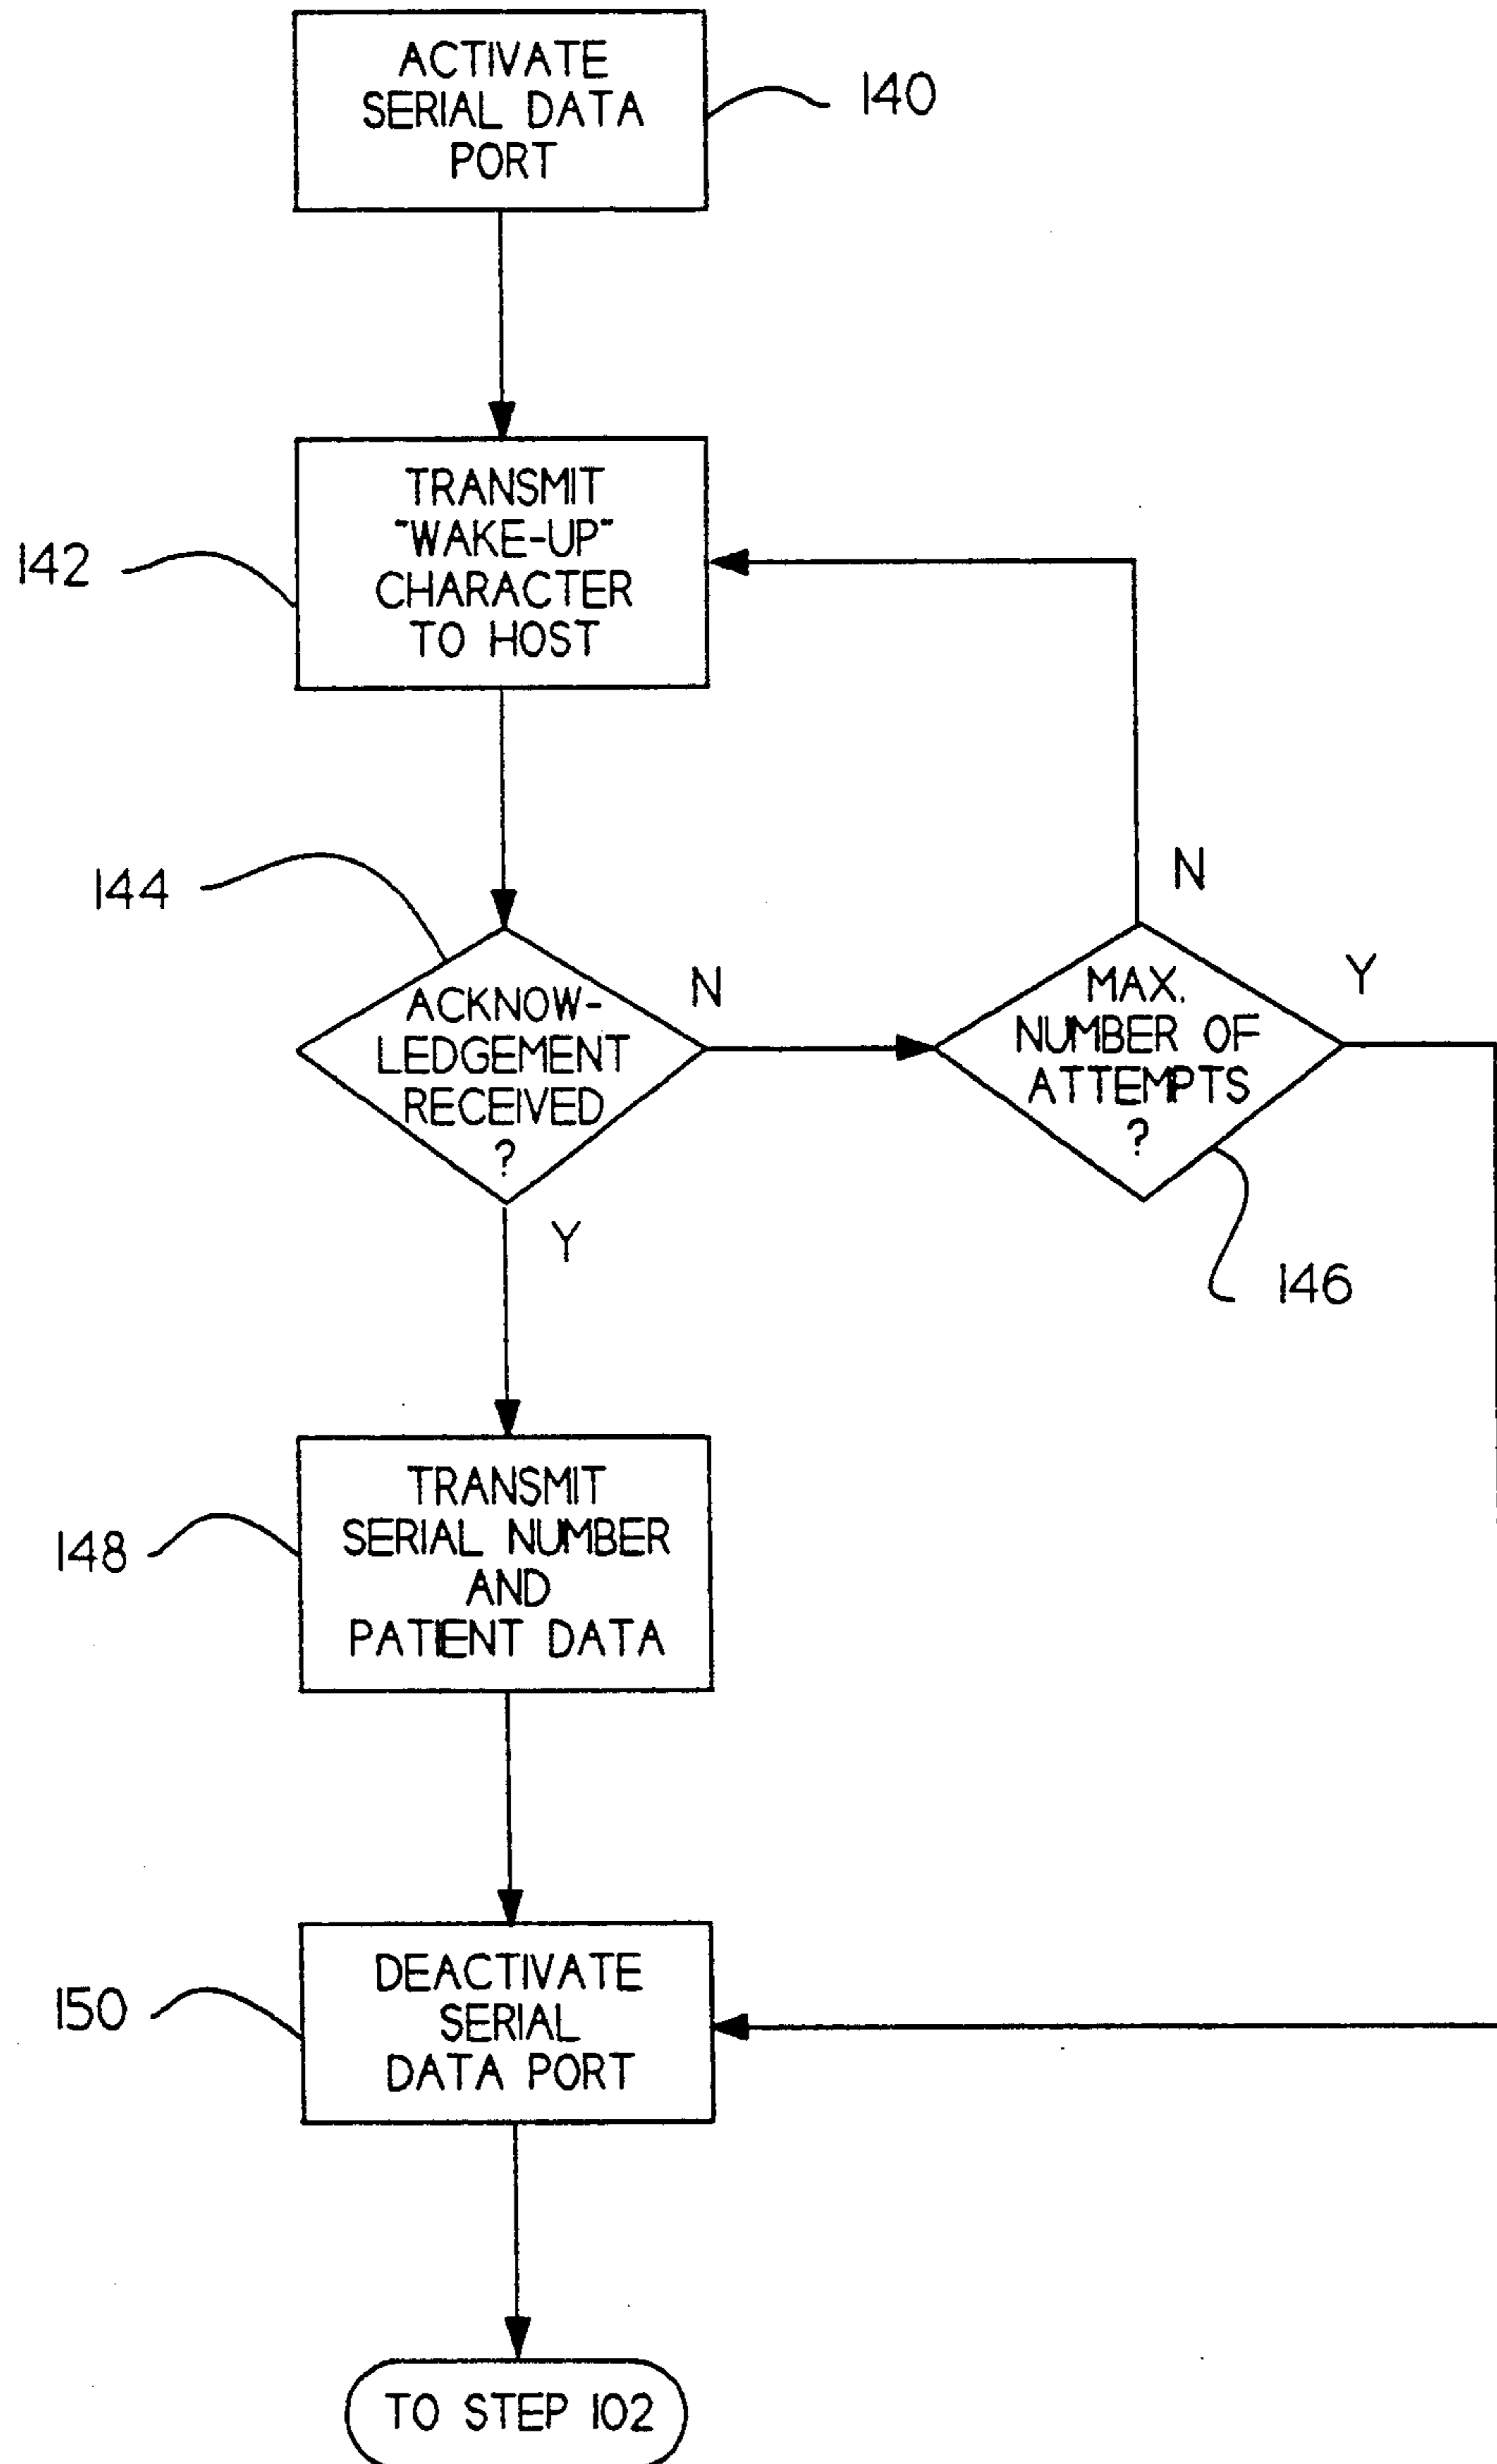 ACTIVATE
SERIAL DATA
PORT
140
TRANSMIT
"WAKE-UP"
CHARACTER
TO HOST
142
144
ACKNOW-
LEDGEMENT
RECEIVED
?
N
Y
MAX.
NUMBER OF
ATTEMPTS
?
N
Y
146
TRANSMIT
SERIAL NUMBER
AND
PATIENT DATA
148
DEACTIVATE
SERIAL
DATA PORT
150
TO STEP 102